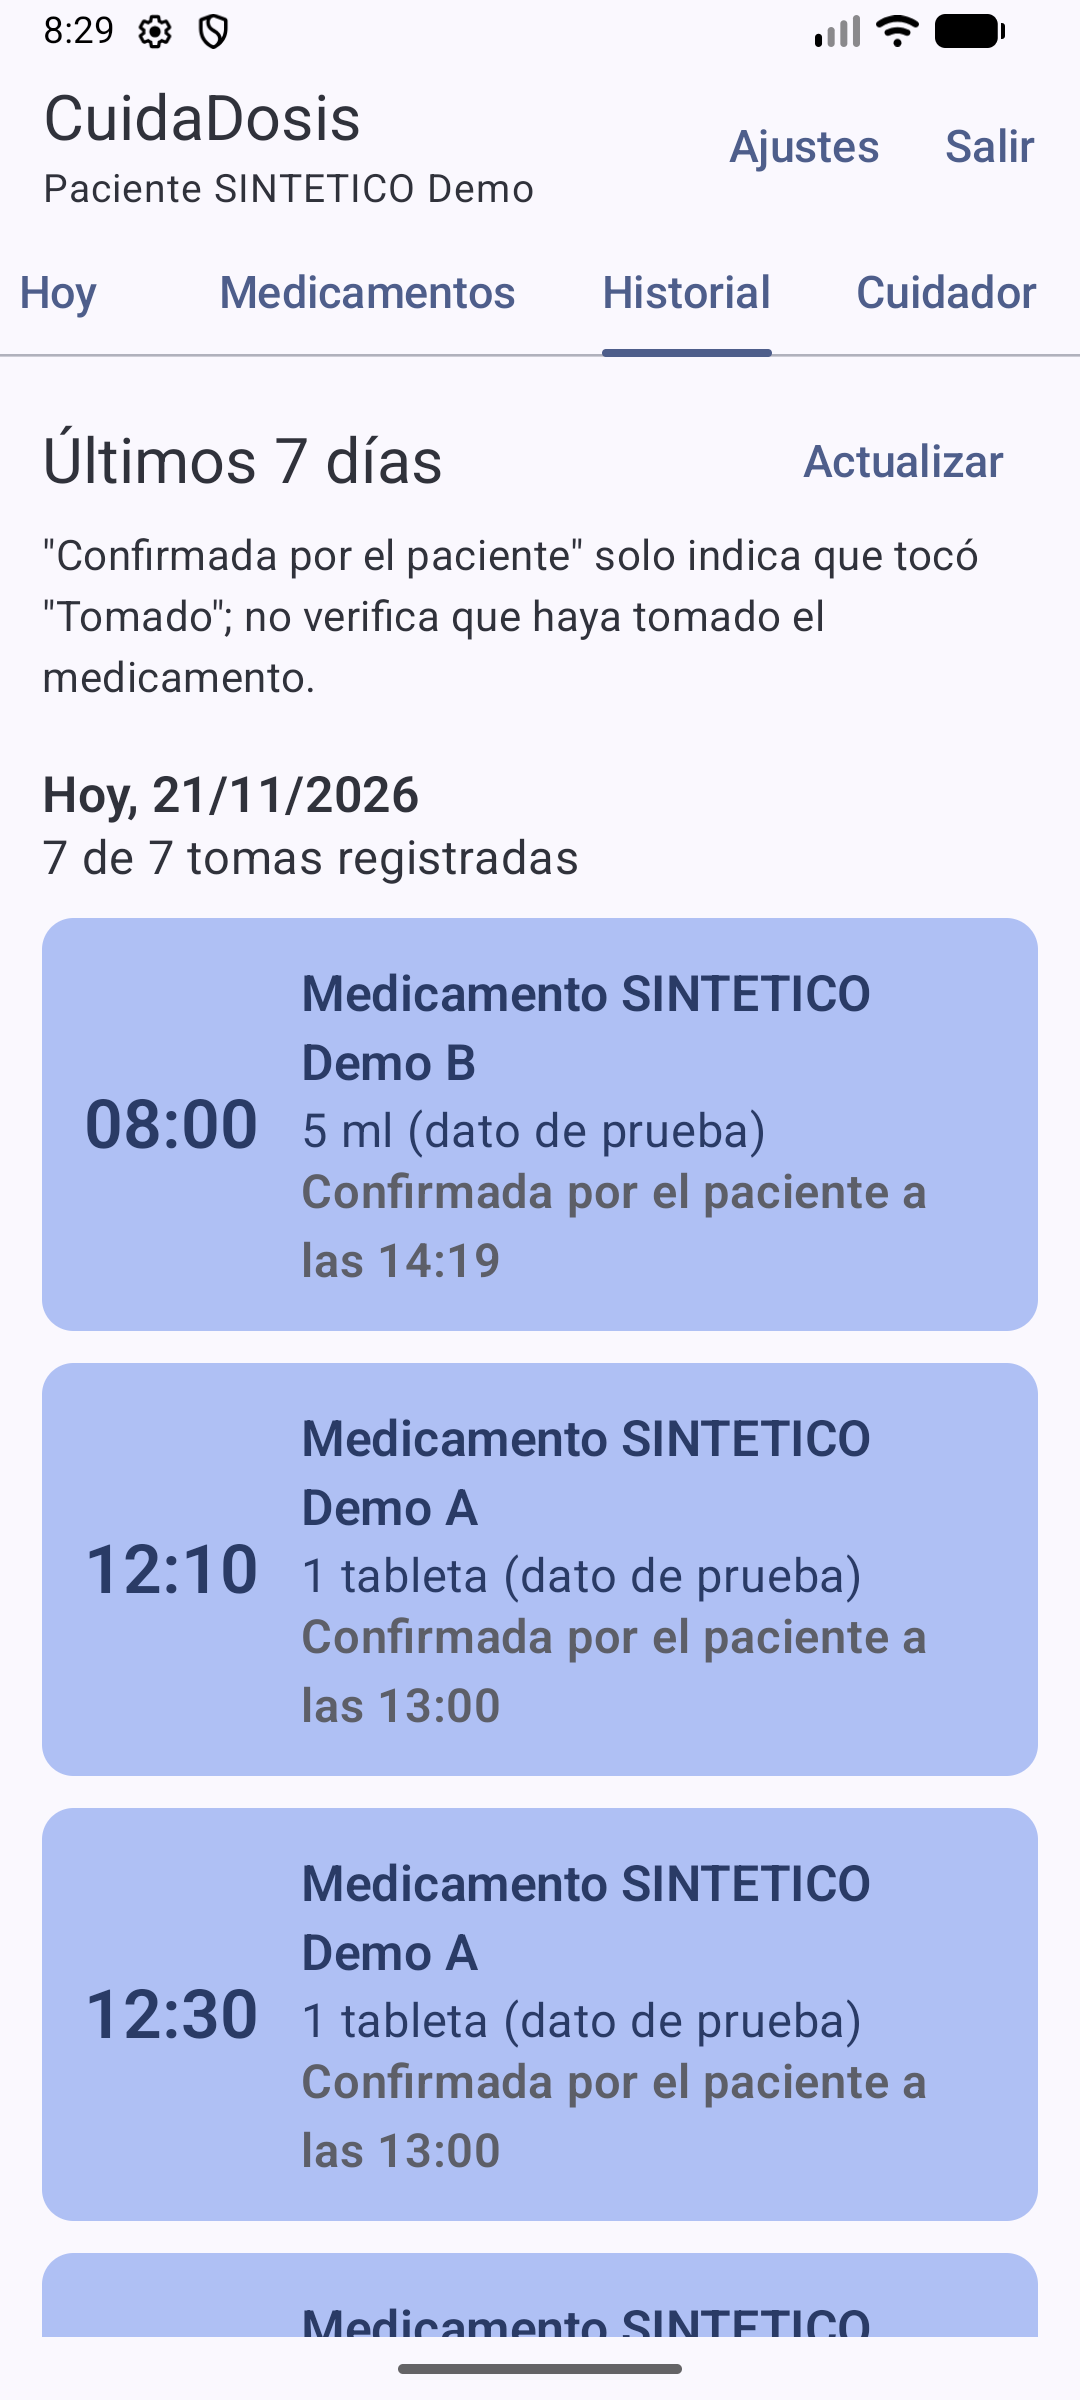 8:29
CuidaDosis
Paciente SINTETICO Demo
Ajustes
Salir
Hoy
Medicamentos
Historial
Cuidador
Últimos 7 días
Actualizar
"Confirmada por el paciente" solo indica que tocó
"Tomado"; no verifica que haya tomado el
medicamento.
Hoy, 21/11/2026
7 de 7 tomas registradas
08:00
Medicamento SINTETICO
Demo B
5 ml (dato de prueba)
Confirmada por el paciente a
las 14:19
12:10
Medicamento SINTETICO
Demo A
1 tableta (dato de prueba)
Confirmada por el paciente a
las 13:00
12:30
Medicamento SINTETICO
Demo A
1 tableta (dato de prueba)
Confirmada por el paciente a
las 13:00
Medicamento SINTETICO